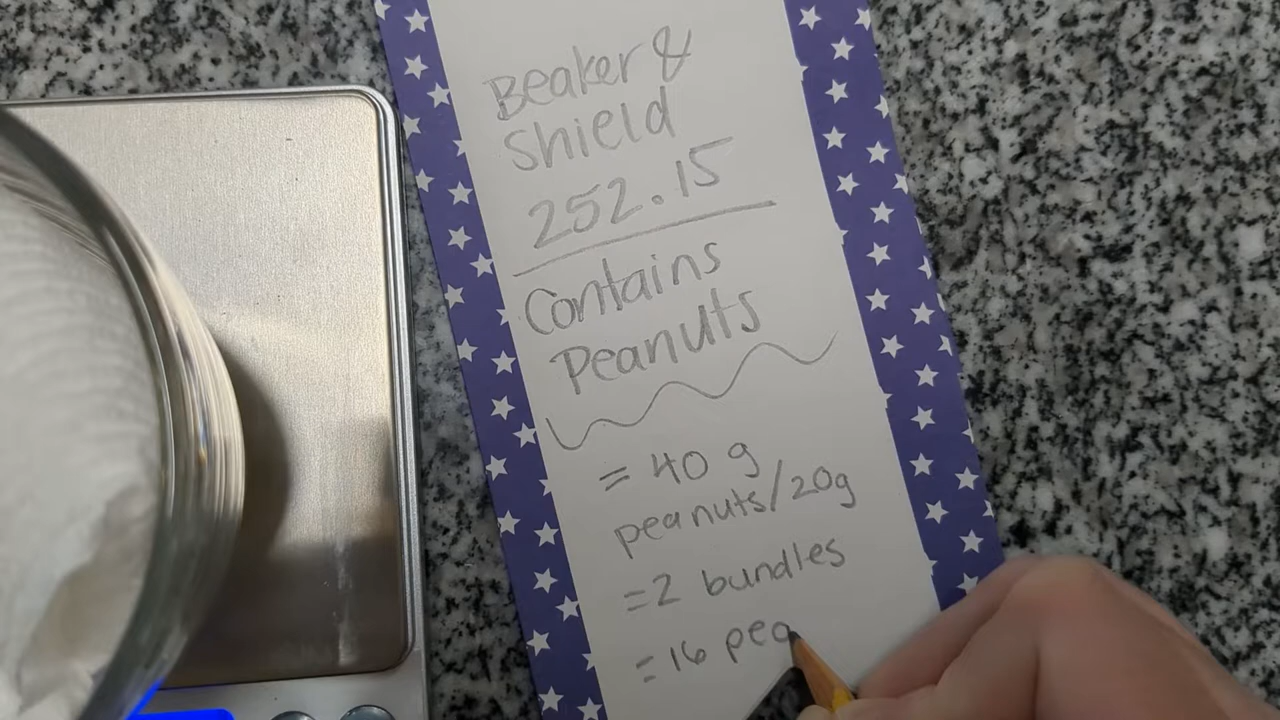 Beaker &
Shield
252.15
Contains
Peanuts
= 40 g
peanuts/20g
=2 bundles
=16 pea